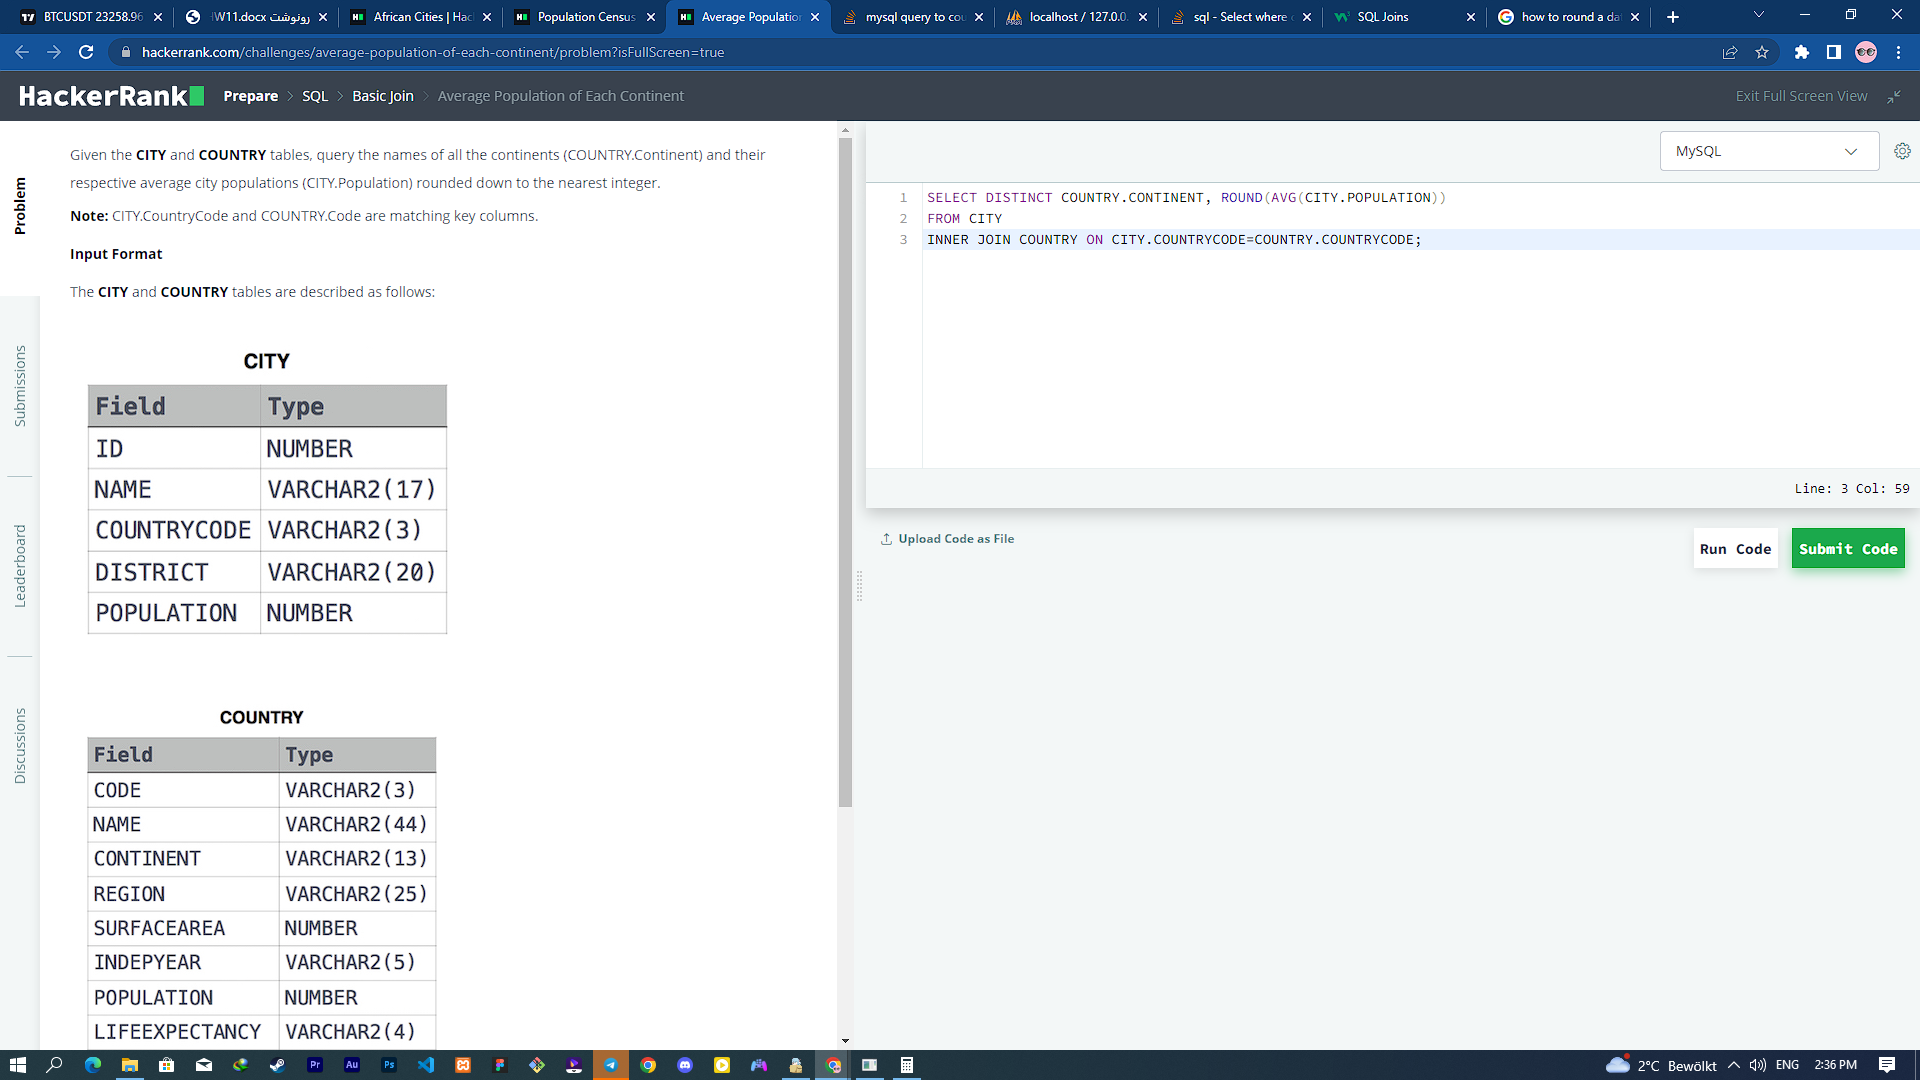 BTCUSDT 23258.96
رونوشت HW11.docx
African Cities | Hac
Population Census
Average Population
mysql query to cou
localhost / 127.0.0.
sql - Select where
SQL Joins
how to round a da
hackerrank.com/challenges/average-population-of-each-continent/problem?isFullScreen=true
HackerRank
Prepare > SQL > Basic Join > Average Population of Each Continent
Exit Full Screen View
Problem
Submissions
Leaderboard
Discussions
Given the CITY and COUNTRY tables, query the names of all the continents (COUNTRY.Continent) and their
respective average city populations (CITY.Population) rounded down to the nearest integer.
Note: CITY.CountryCode and COUNTRY.Code are matching key columns.
Input Format
The CITY and COUNTRY tables are described as follows:
CITY
Field Type
ID NUMBER
NAME VARCHAR2(17)
COUNTRYCODE VARCHAR2(3)
DISTRICT VARCHAR2(20)
POPULATION NUMBER
COUNTRY
Field Type
CODE VARCHAR2(3)
NAME VARCHAR2(44)
CONTINENT VARCHAR2(13)
REGION VARCHAR2(25)
SURFACEAREA NUMBER
INDEPYEAR VARCHAR2(5)
POPULATION NUMBER
LIFEEXPECTANCY VARCHAR2(4)
MySQL
1 SELECT DISTINCT COUNTRY.CONTINENT, ROUND(AVG(CITY.POPULATION))
2 FROM CITY
3 INNER JOIN COUNTRY ON CITY.COUNTRYCODE=COUNTRY.COUNTRYCODE;
Line: 3 Col: 59
Upload Code as File
Run Code
Submit Code
Pr
Au
Ps
2°C Bewölkt
ENG
2:36 PM